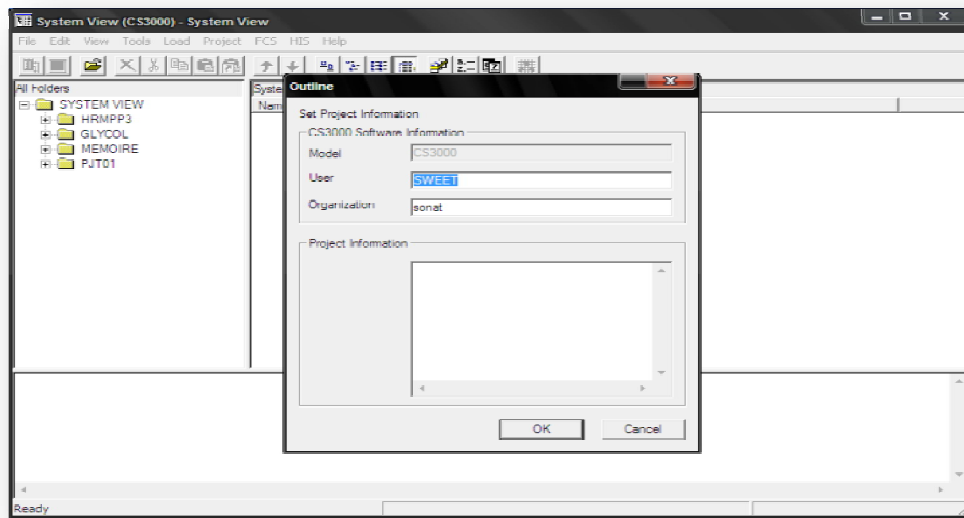 System View (CS3000) - System View
File Edit View Tools Load Project FCS HIS Help
All Folders
SYSTEM VIEW
HRMPP3
GLYCOL
MEMOIRE
PJT01
Syste
Nam
Outline
Set Project Information
CS3000 Software Information
Model CS3000
User SWEET
Organization sonat
Project Information
OK Cancel
Ready